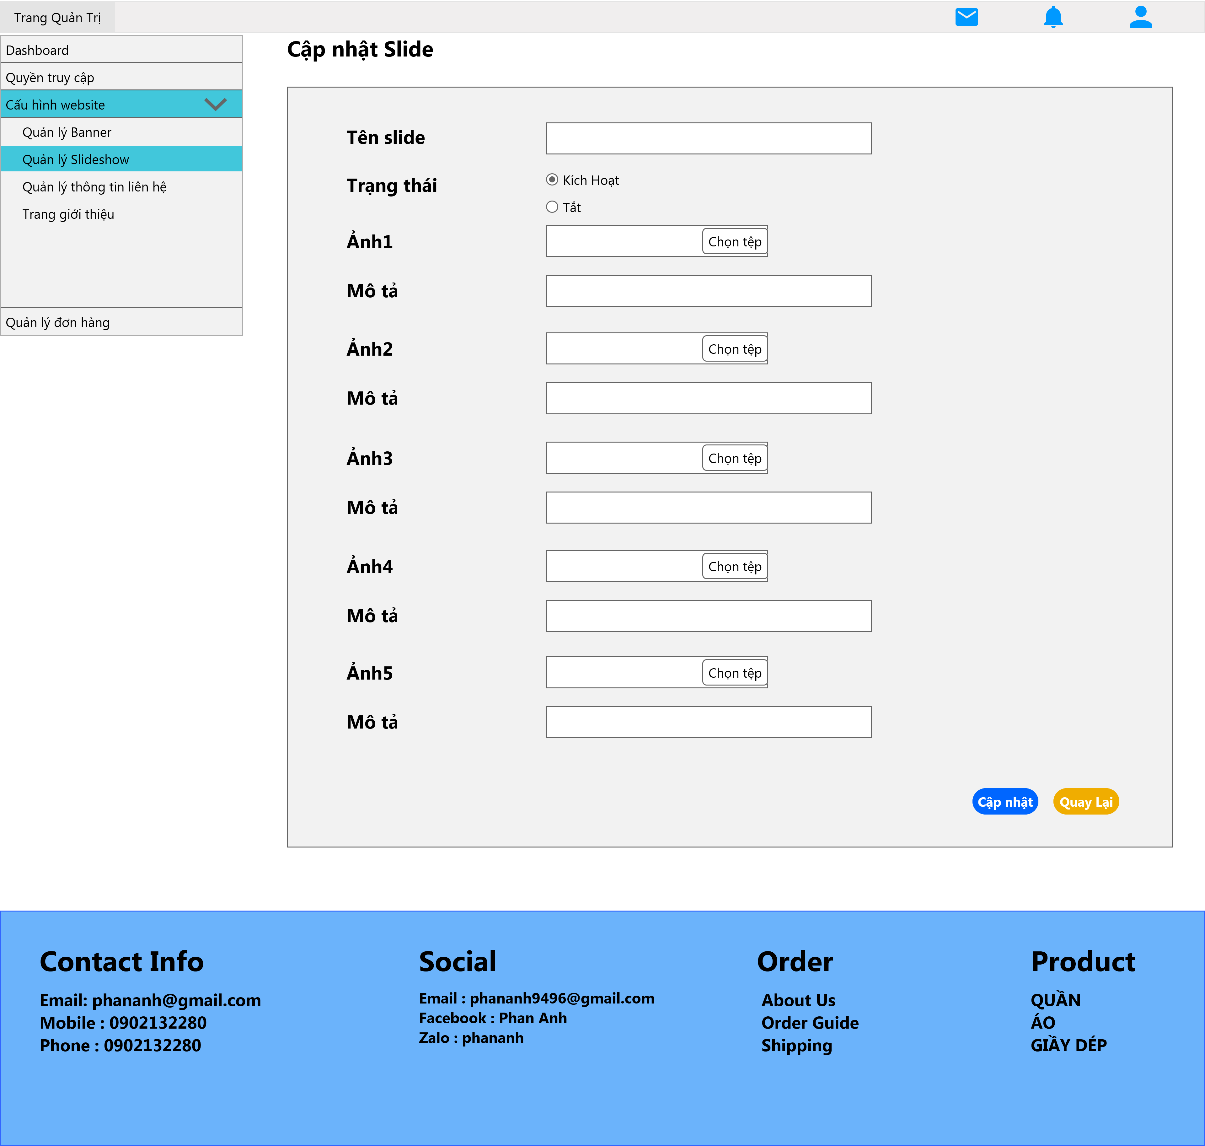 Trang Quản Trị
Dashboard
Quyền truy cập
Cấu hình website
Quản lý Banner
Quản lý Slideshow
Quản lý thông tin liên hệ
Trang giới thiệu
Quản lý đơn hàng
Cập nhật Slide
Tên slide
Trạng thái
Kich Hoạt
Tắt
Ảnh1
Chọn tệp
Mô tả
Ảnh2
Chọn tệp
Mô tả
Ảnh3
Chọn tệp
Mô tả
Ảnh4
Chọn tệp
Mô tả
Ảnh5
Chọn tệp
Mô tả
Cập nhật
Quay Lại
Contact Info
Email: phananh@gmail.com
Mobile : 0902132280
Phone : 0902132280
Social
Email : phananh9496@gmail.com
Facebook : Phan Anh
Zalo : phananh
Order
About Us
Order Guide
Shipping
Product
QUẦN
ÁO
GIẦY DÉP